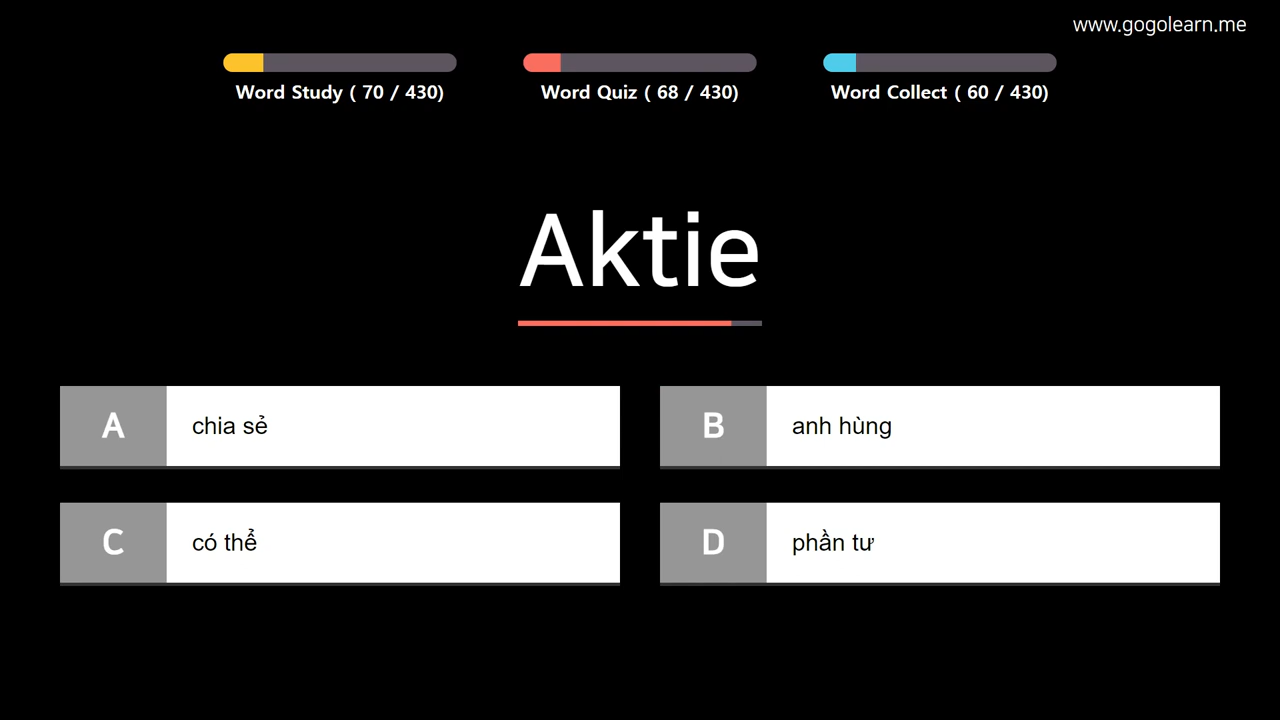 www.gogolearn.me
Word Study ( 70 / 430)
Word Quiz ( 68 / 430)
Word Collect ( 60 / 430)
Aktie
A
chia sẻ
B
anh hùng
C
có thể
D
phần tư